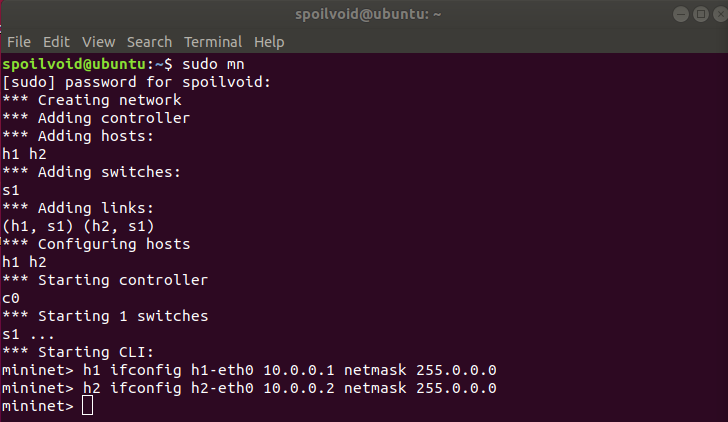 spoilvoid@ubuntu: ~
File Edit View Search Terminal Help
spoilvoid@ubuntu:~$ sudo mn
[sudo] password for spoilvoid:
*** Creating network
*** Adding controller
*** Adding hosts:
h1 h2
*** Adding switches:
s1
*** Adding links:
(h1, s1) (h2, s1)
*** Configuring hosts
h1 h2
*** Starting controller
c0
*** Starting 1 switches
s1 ...
*** Starting CLI:
mininet> h1 ifconfig h1-eth0 10.0.0.1 netmask 255.0.0.0
mininet> h2 ifconfig h2-eth0 10.0.0.2 netmask 255.0.0.0
mininet>